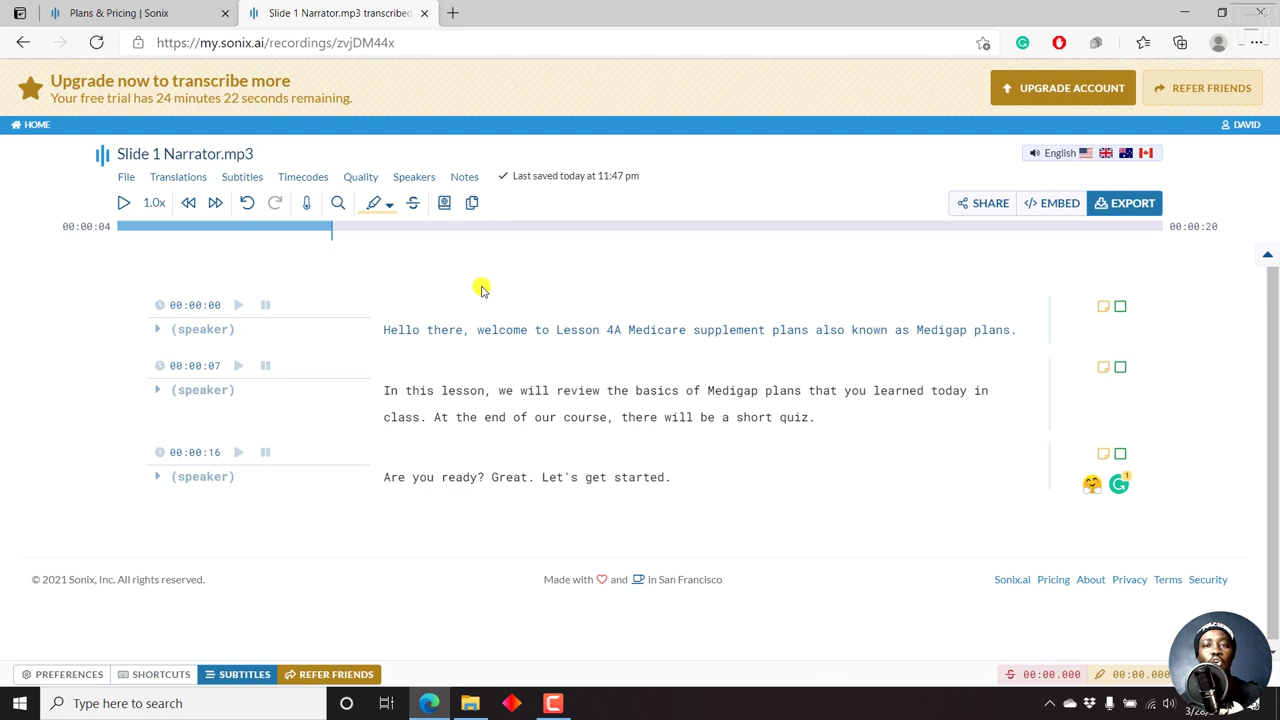 Plans & Pricing | Sonix
Slide 1 Narrator.mp3 transcribed
https://my.sonix.ai/recordings/zvjDM44x
Upgrade now to transcribe more
Your free trial has 24 minutes 22 seconds remaining.
UPGRADE ACCOUNT
REFER FRIENDS
HOME
DAVID
Slide 1 Narrator.mp3
English
File Translations Subtitles Timecodes Quality Speakers Notes Last saved today at 11:47 pm
1.0x
SHARE </> EMBED EXPORT
00:00:04 00:00:20
00:00:00
(speaker) Hello there, welcome to Lesson 4A Medicare supplement plans also known as Medigap plans.
00:00:07
(speaker) In this lesson, we will review the basics of Medigap plans that you learned today in
class. At the end of our course, there will be a short quiz.
00:00:16
(speaker) Are you ready? Great. Let's get started.
1
© 2021 Sonix, Inc. All rights reserved. Made with and in San Francisco Sonix.ai Pricing About Privacy Terms Security
PREFERENCES SHORTCUTS SUBTITLES REFER FRIENDS 00:00.000 00:00.000
Type here to search